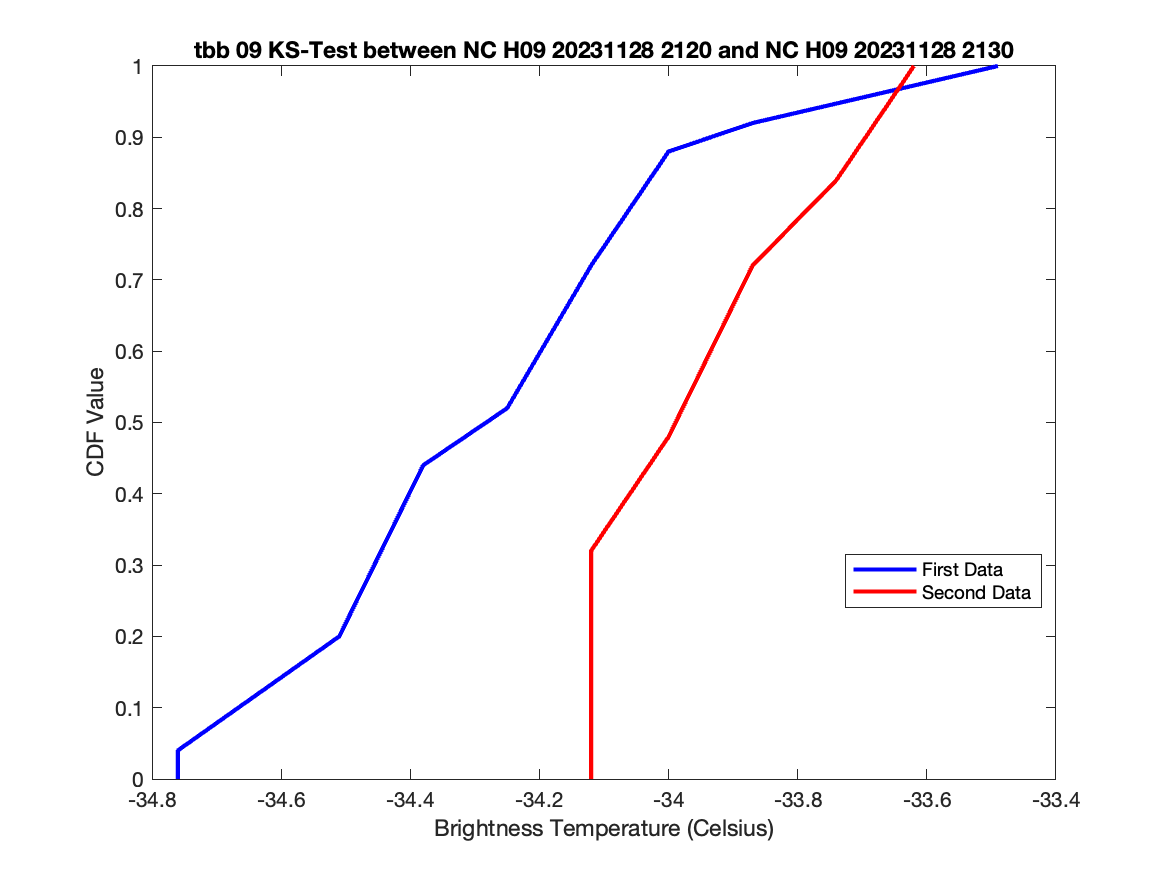 tbb 09 KS-Test between NC H09 20231128 2120 and NC H09 20231128 2130
1
0.9
0.8
0.7
0.6
0.5
0.4
0.3
0.2
0.1
0
CDF Value
First Data
Second Data
-34.8 -34.6 -34.4 -34.2 -34 -33.8 -33.6 -33.4
Brightness Temperature (Celsius)